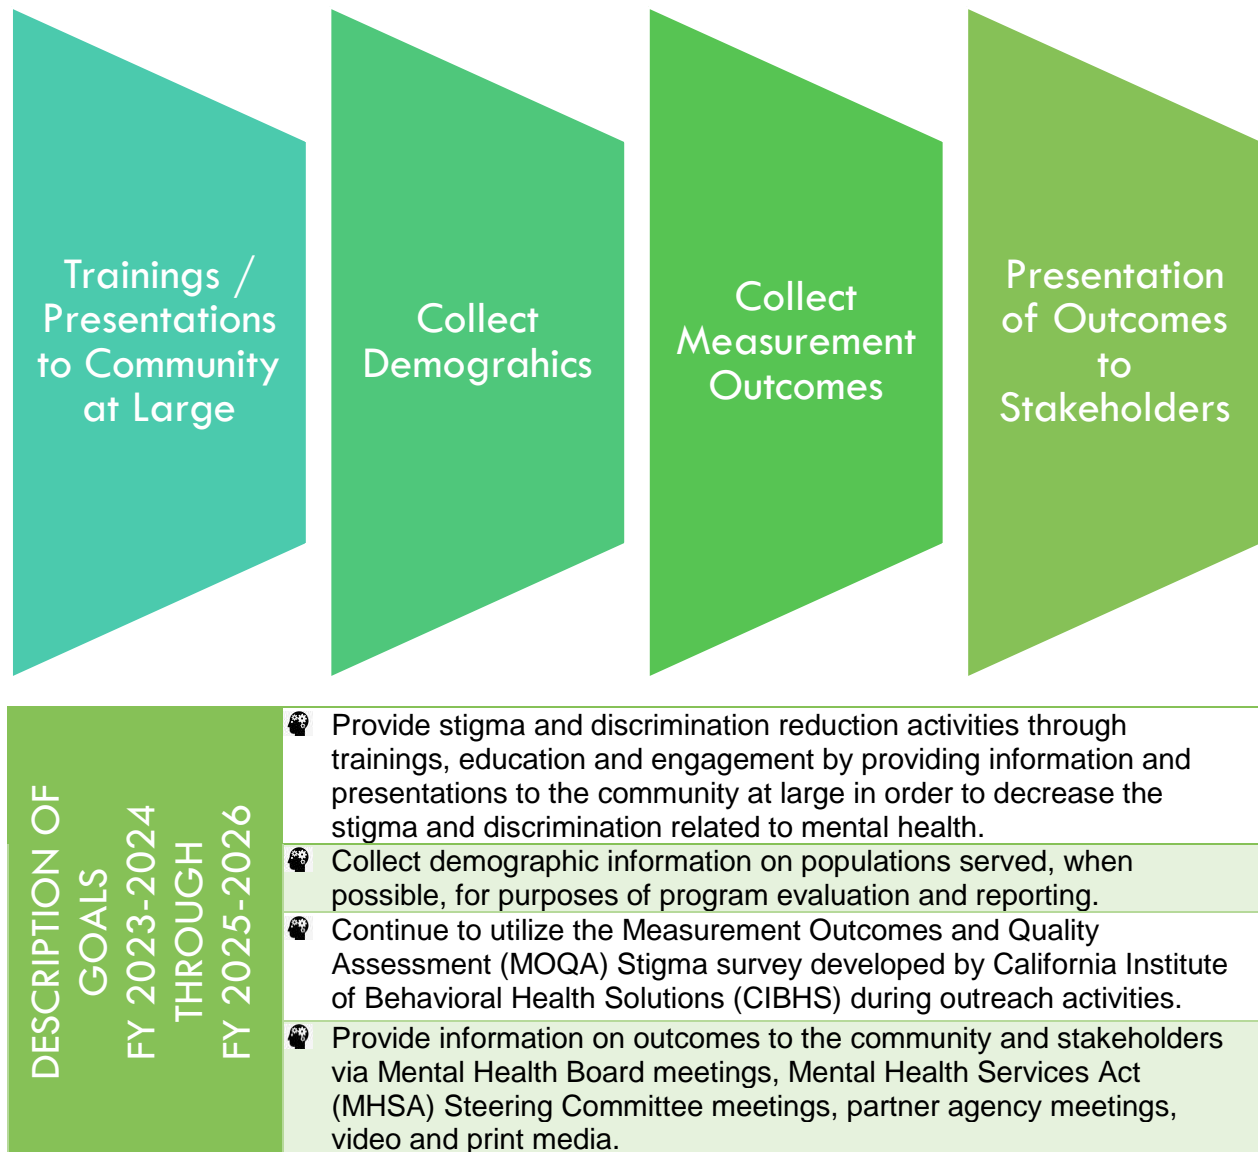 Trainings /
Presentations
to Community
at Large
Collect
Demograhics
Collect
Measurement
Outcomes
Presentation
of Outcomes
to
Stakeholders
DESCRIPTION OF
GOALS
FY 2023-2024
THROUGH
FY 2025-2026
Provide stigma and discrimination reduction activities through
trainings, education and engagement by providing information and
presentations to the community at large in order to decrease the
stigma and discrimination related to mental health.
Collect demographic information on populations served, when
possible, for purposes of program evaluation and reporting.
Continue to utilize the Measurement Outcomes and Quality
Assessment (MOQA) Stigma survey developed by California Institute
of Behavioral Health Solutions (CIBHS) during outreach activities.
Provide information on outcomes to the community and stakeholders
via Mental Health Board meetings, Mental Health Services Act
(MHSA) Steering Committee meetings, partner agency meetings,
video and print media.